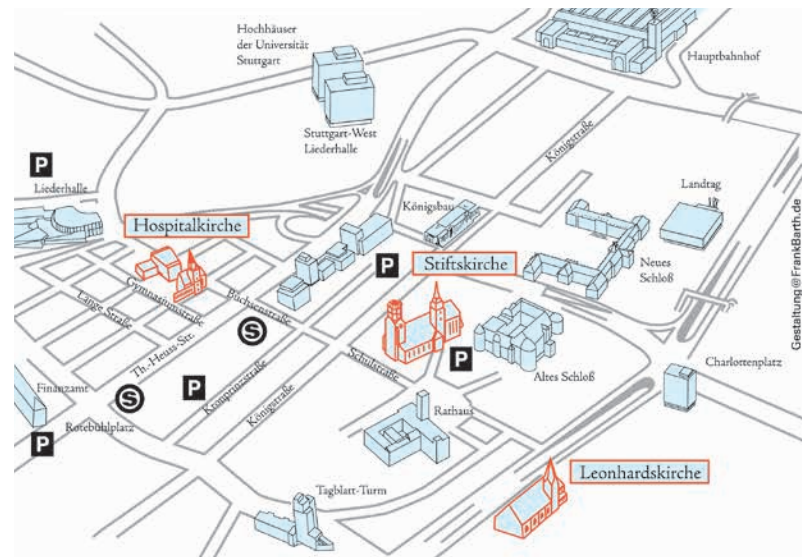 Hochhäuser
der Universität
Stuttgart
Hauptbahnhof
Stuttgart-West
Liederhalle
Königstraße
P
Liederhalle
Landtag
Königsbau
Hospitalkirche
Neues
Schloß
P
Stiftskirche
Gymnasiumstraße
Lange Straße
Büchsenstraße
S
Th.-Heuss-Str.
Schulstraße
P
Altes Schloß
Charlottenplatz
Finanzamt
S
P
Kronprinzstraße
Königstraße
Rathaus
P
Rotebühlplatz
Leonhardskirche
Tagblatt-Turm
Gestaltung@FrankBarth.de